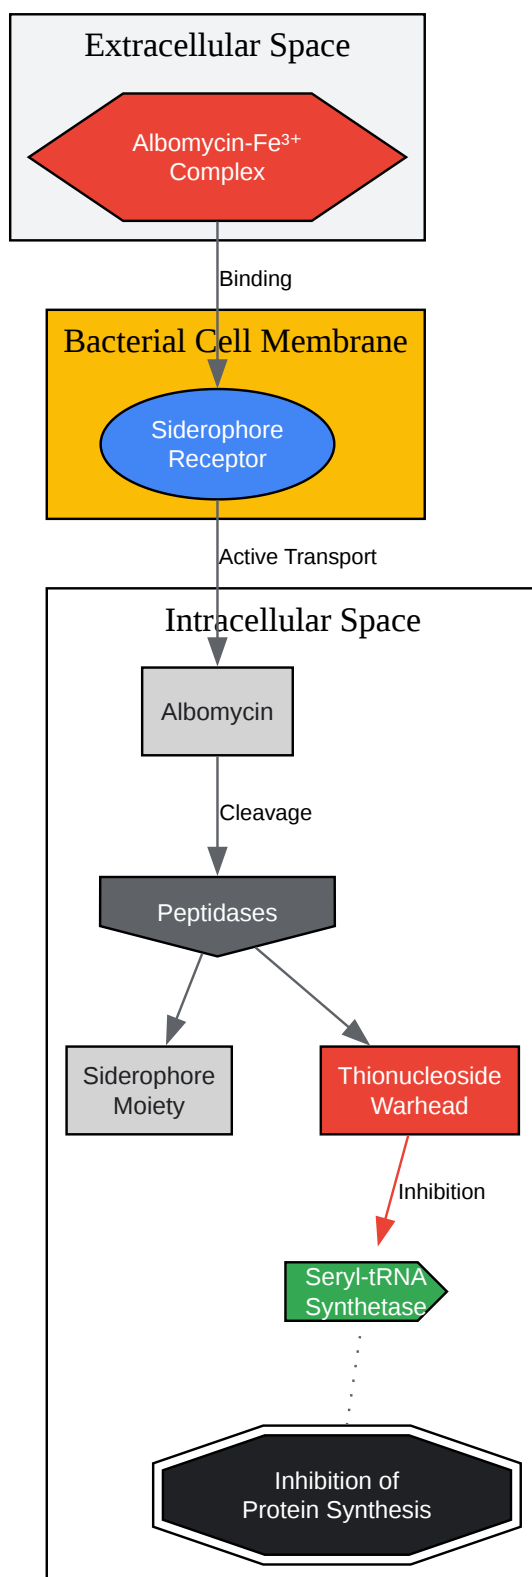 Extracellular Space
Albomycin-Fe³⁺
Complex
Binding
Bacterial Cell Membrane
Siderophore
Receptor
Active Transport
Intracellular Space
Albomycin
Cleavage
Peptidases
Siderophore
Moiety
Thionucleoside
Warhead
Inhibition
Seryl-tRNA
Synthetase
Inhibition of
Protein Synthesis